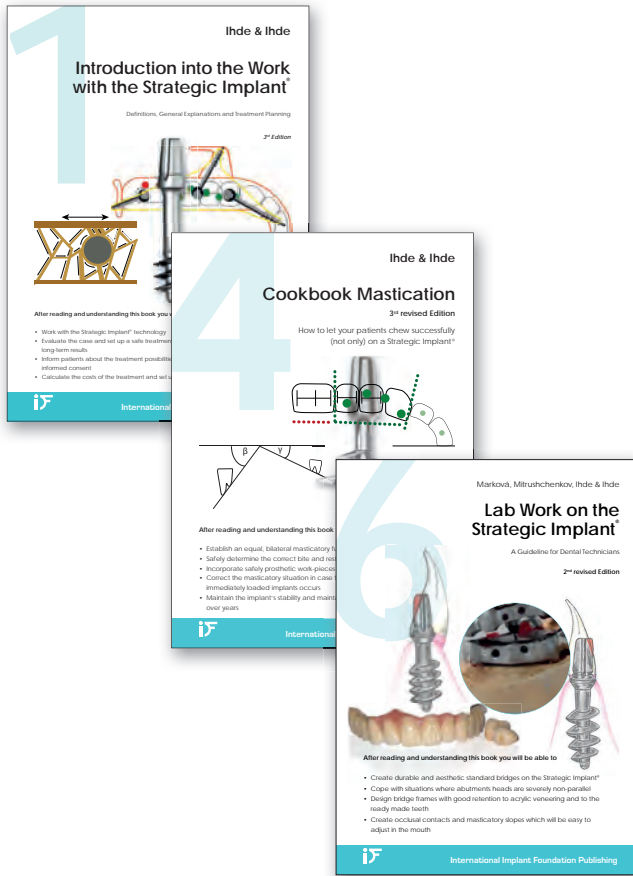 1
Ihde & Ihde
Introduction into the Work
with the Strategic Implant®
Definitions, General Explanations and Treatment Planning
3rd Edition
After reading and understanding this book you
• Work with the Strategic Implant® technology
• Evaluate the case and set up a safe treatment
long-term results
• Inform patients about the treatment
informed consent
• Calculate the costs of the treatment and set
iF
International
4
Ihde & Ihde
Cookbook Mastication
3rd revised Edition
How to let your patients chew successfully
(not only) on a Strategic Implant®
β
γ
After reading and understanding this book
• Establish an equal, bilateral masticatory
• Safely determine the correct bite and
• Incorporate safely prosthetic work-pieces
• Correct the masticatory situation in case
immediately loaded implants occurs
• Maintain the implant's stability and
over years
iF
International
6
Marková, Mitrushchenkov, Ihde & Ihde
Lab Work on the
Strategic Implant®
A Guideline for Dental Technicians
2nd revised Edition
After reading and understanding this book you will be able to
• Create durable and aesthetic standard bridges on the Strategic Implant®
• Cope with situations where abutments heads are severely non-parallel
• Design bridge frames with good retention to acrylic veneering and to the
ready made teeth
• Create occlusal contacts and masticatory slopes which will be easy to
adjust in the mouth
iF
International Implant Foundation Publishing